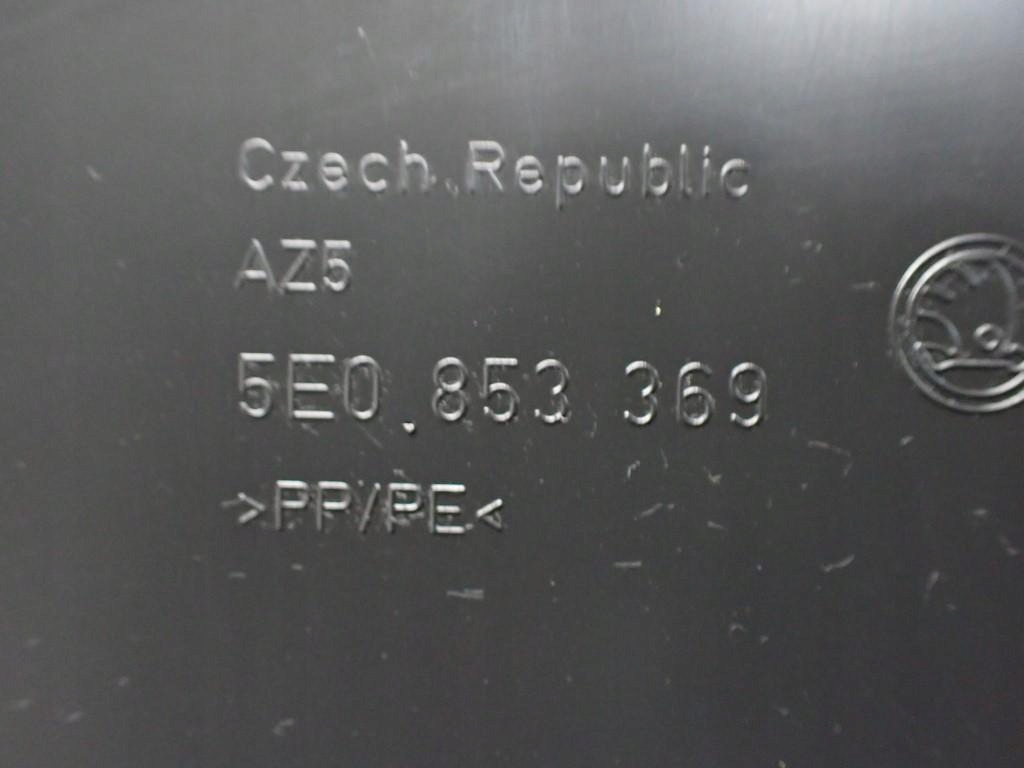 Czech Republic
AZ5
5E0.853 369
>PP/PE<